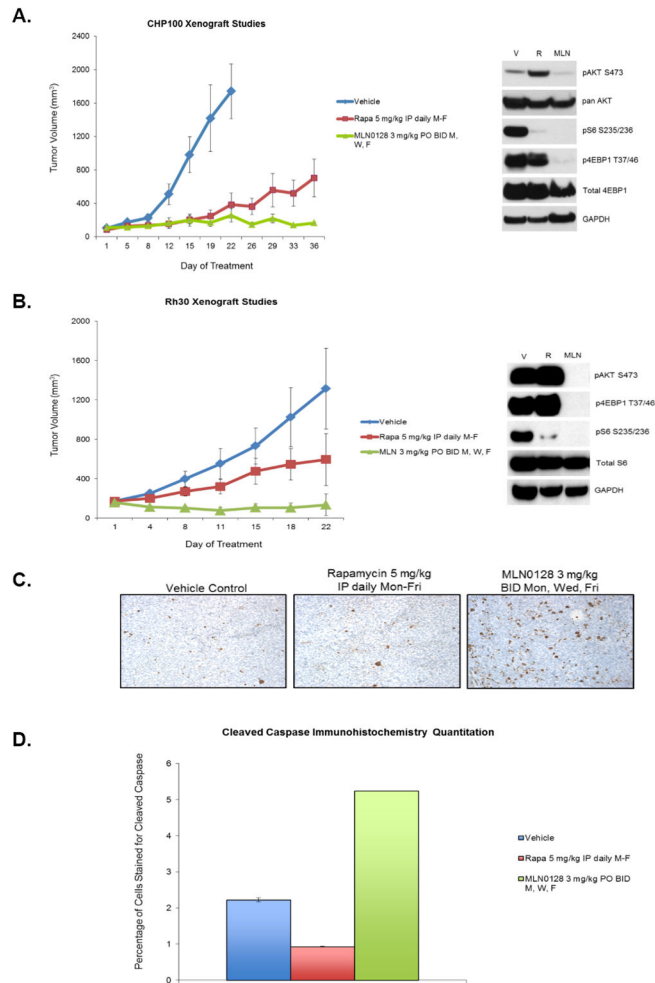 A.
CHP100 Xenograft Studies
Tumor Volume (mm³)
2400
2000
1600
1200
800
400
0
1 5 8 12 15 19 22 26 29 33 36
Day of Treatment
Vehicle
Rapa 5 mg/kg IP daily M-F
MLN0128 3 mg/kg PO BID M,
W, F
V R MLN
pAKT S473
pan AKT
pS6 S235/236
p4EBP1 T37/46
Total 4EBP1
GAPDH
B.
Rh30 Xenograft Studies
Tumor Volume (mm³)
2000
1600
1200
800
400
0
1 4 8 11 15 18 22
Day of Treatment
Vehicle
Rapa 5 mg/kg IP daily M-F
MLN 3 mg/kg PO BID M, W, F
V R MLN
pAKT S473
p4EBP1 T37/46
pS6 S235/236
Total S6
GAPDH
C.
Vehicle Control
Rapamycin 5 mg/kg
IP daily Mon-Fri
MLN0128 3 mg/kg
BID Mon, Wed, Fri
D.
Cleaved Caspase Immunohistochemistry Quantitation
Percentage of Cells Stained for Cleaved Caspase
6
5
4
3
2
1
0
Vehicle
Rapa 5 mg/kg IP daily M-F
MLN0128 3 mg/kg PO BID
M, W, F